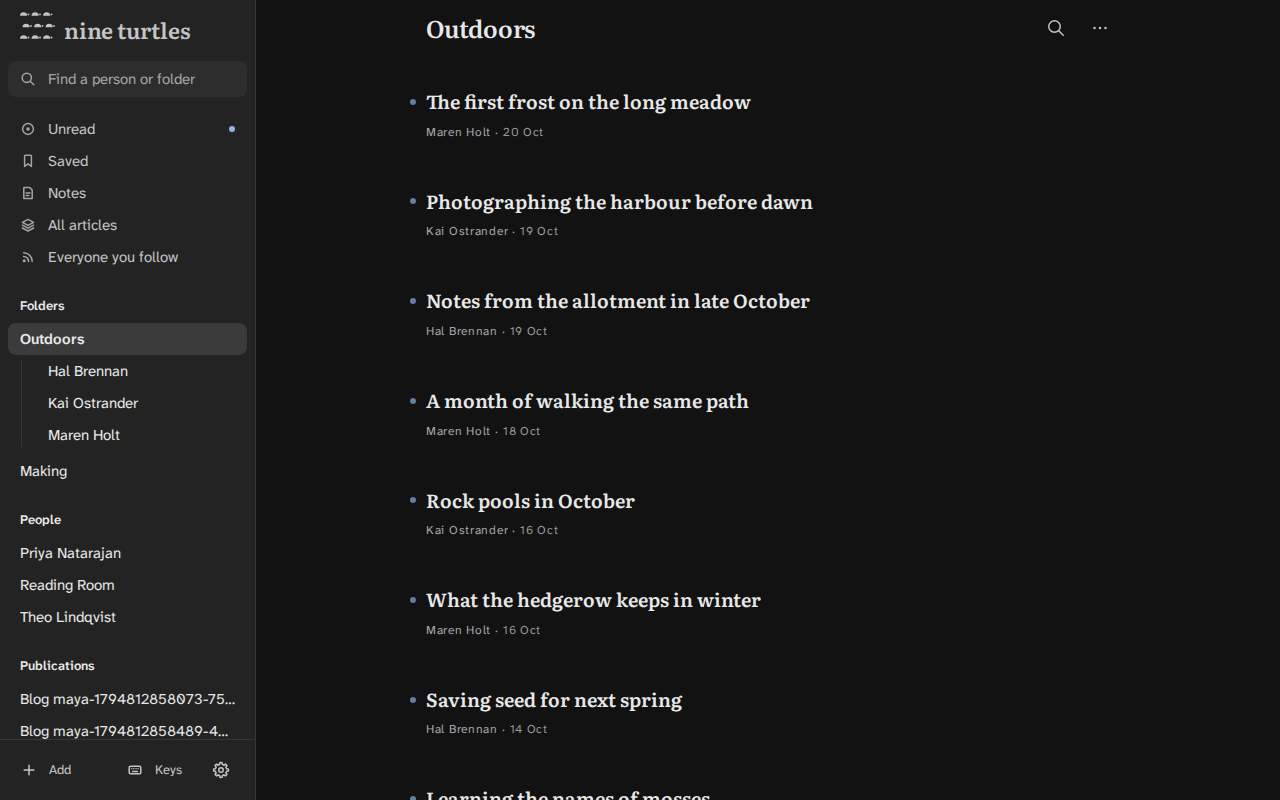 nine turtles
Find a person or folder
Unread
Saved
Notes
All articles
Everyone you follow
Folders
Outdoors
Hal Brennan
Kai Ostrander
Maren Holt
Making
People
Priya Natarajan
Reading Room
Theo Lindqvist
Publications
Blog maya-1794812858073-75...
Blog maya-1794812858489-4...
Add
Keys
Outdoors
The first frost on the long meadow
Maren Holt · 20 Oct
Photographing the harbour before dawn
Kai Ostrander · 19 Oct
Notes from the allotment in late October
Hal Brennan · 19 Oct
A month of walking the same path
Maren Holt · 18 Oct
Rock pools in October
Kai Ostrander · 16 Oct
What the hedgerow keeps in winter
Maren Holt · 16 Oct
Saving seed for next spring
Hal Brennan · 14 Oct
Learning the names of mosses